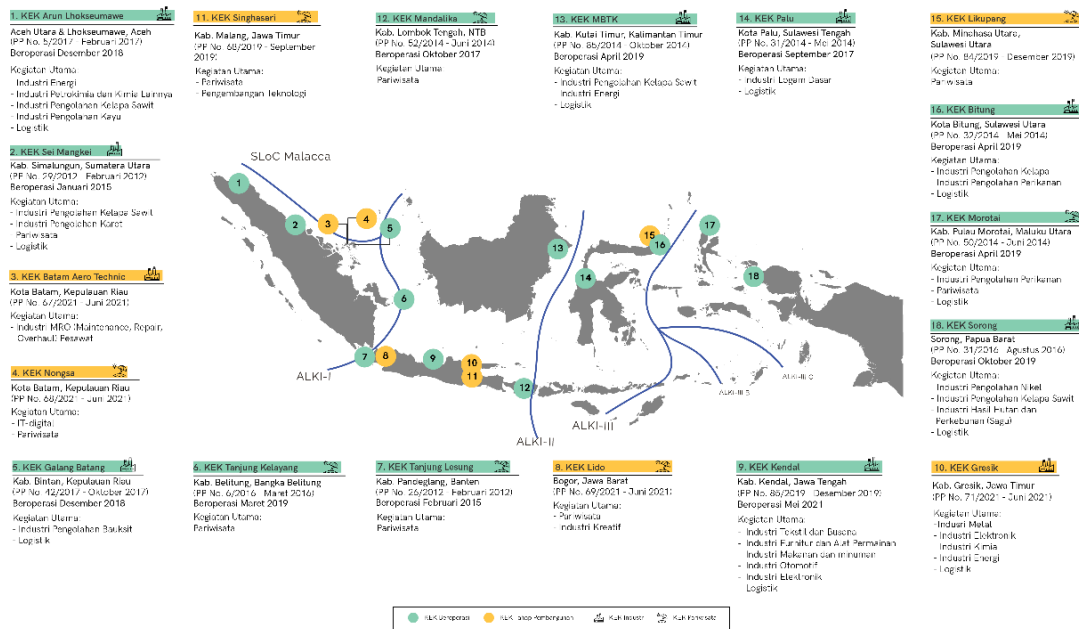 1. KEK Arun Lhokseumawe
Aceh Utara & Lhokseumawe, Aceh
(PP No. 5/2017 - Februari 2017)
Beroperasi Desember 2018
Kegiatan Utama:
Industri Energi
- Industri Petrokimia dan Kimia Lainnya
- Industri Pengolahan Kelapa Sawit
- Industri Pengolahan Kayu
- Logistik
2. KEK Sei Mangkei
Kab. Simalungun, Sumatera Utara
(PP No. 29/2012 - Februari 2012)
Beroperasi Januari 2015
Kegiatan Utama:
- Industri Pengolahan Kelapa Sawit
- Industri Pengolahan Karet
Pariwisata
- Logistik
3. KEK Batam Aero Technic
Kota Batam, Kepulauan Riau
(PP No. 67/2021 - Juni 2021)
Kegiatan Utama:
- Industri MRO (Maintenance, Repair,
Overhaul) Pesawat
4. KEK Nongsa
Kota Batam, Kepulauan Riau
(PP No. 68/2021 - Juni 2021)
Kegiatan Utama:
- IT-digital
- Pariwisata
5. KEK Galang Batang
Kab. Bintan, Kepulauan Riau
(PP No. 42/2017 - Oktober 2017)
Beroperasi Desember 2018
Kegiatan Utama:
- Industri Pengolahan Bauksit
- Logistik
6. KEK Tanjung Kelayang
Kab. Belitung, Bangka Belitung
(PP No. 6/2016 - Maret 2016)
Beroperasi Maret 2019
Kegiatan Utama:
Pariwisata
7. KEK Tanjung Lesung
Kab. Pandeglang, Banten
(PP No. 26/2012 - Februari 2012)
Beroperasi Februari 2015
Kegiatan Utama:
Pariwisata
8. KEK Lido
Bogor, Jawa Barat
(PP No. 69/2021 - Juni 2021)
Kegiatan Utama:
- Pariwisata
- Industri Kreatif
9. KEK Kendal
Kab. Kendal, Jawa Tengah
(PP No. 85/2019 - Desember 2019)
Beroperasi Mei 2021
Kegiatan Utama:
- Industri Tekstil dan Busana
- Industri Furnitur dan Alat Permainan
Industri Makanan dan minuman
- Industri Otomotif
- Industri Elektronik
Logistik
10. KEK Gresik
Kab. Gresik, Jawa Timur
(PP No. 71/2021 - Juni 2021)
Kegiatan Utama:
-Industri Metal
- Industri Elektronik
Industri Kimia
- Industri Energi
- Logistik
11. KEK Singhasari
Kab. Malang, Jawa Timur
(PP No. 68/2019 - September
2019)
Kegiatan Utama:
- Pariwisata
- Pengembangan Teknologi
12. KEK Mandalika
Kab. Lombok Tengah, NTB
(PP No. 52/2014 - Juni 2014)
Beroperasi Oktober 2017
Kegiatan Utama
Pariwisata
13. KEK MBTK
Kab. Kutai Timur, Kalimantan Timur
(PP No. 85/2014 - Oktober 2014)
Beroperasi April 2019
Kegiatan Utama:
- Industri Pengolahan Kelapa Sawit
Industri Energi
- Logistik
14. KEK Palu
Kota Palu, Sulawesi Tengah
(PP No. 31/2014 - Mei 2014)
Beroperasi September 2017
Kegiatan Utama:
- Industri Logam Dasar
- Logistik
15. KEK Likupang
Kab. Minahasa Utara,
Sulawesi Utara
(PP No. 84/2019 - Desember 2019)
Kegiatan Utama:
Pariwisata
16. KEK Bitung
Kota Bitung, Sulawesi Utara
(PP No. 32/2014 - Mei 2014)
Beroperasi April 2019
Kegiatan Utama:
- Industri Pengolahan Kelapa
Industri Pengolahan Perikanan
- Logistik
17. KEK Morotai
Kab. Pulau Morotai, Maluku Utara
(PP No. 50/2014 - Juni 2014)
Beroperasi April 2019
Kegiatan Utama:
- Industri Pengolahan Perikanan
- Pariwisata
- Logistik
18. KEK Sorong
Sorong, Papua Barat
(PP No. 31/2016 - Agustus 2016)
Beroperasi Oktober 2019
Kegiatan Utama:
Industri Pengolahan Nikel
- Industri Pengolahan Kelapa Sawit
- Industri Hasil Hutan dan
Perkebunan (Sagu)
- Logistik
SLoC Malacca
1
2
3
4
5
6
7
8
9
10
11
12
13
14
15
16
17
18
ALKI-I
ALKI-II
ALKI-III
ALKI-III B
ALKI-III C
KEK Beroperasi
KEK Tahap Pembangunan
KEK Industri
KEK Pariwisata